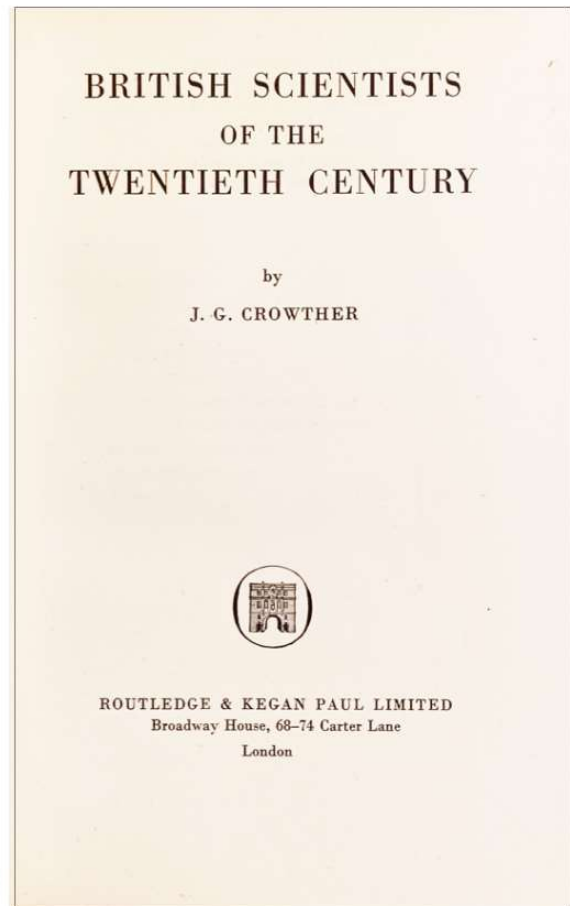 BRITISH SCIENTISTS
OF THE
TWENTIETH CENTURY
by
J. G. CROWTHER
ROUTLEDGE & KEGAN PAUL LIMITED
Broadway House, 68–74 Carter Lane
London